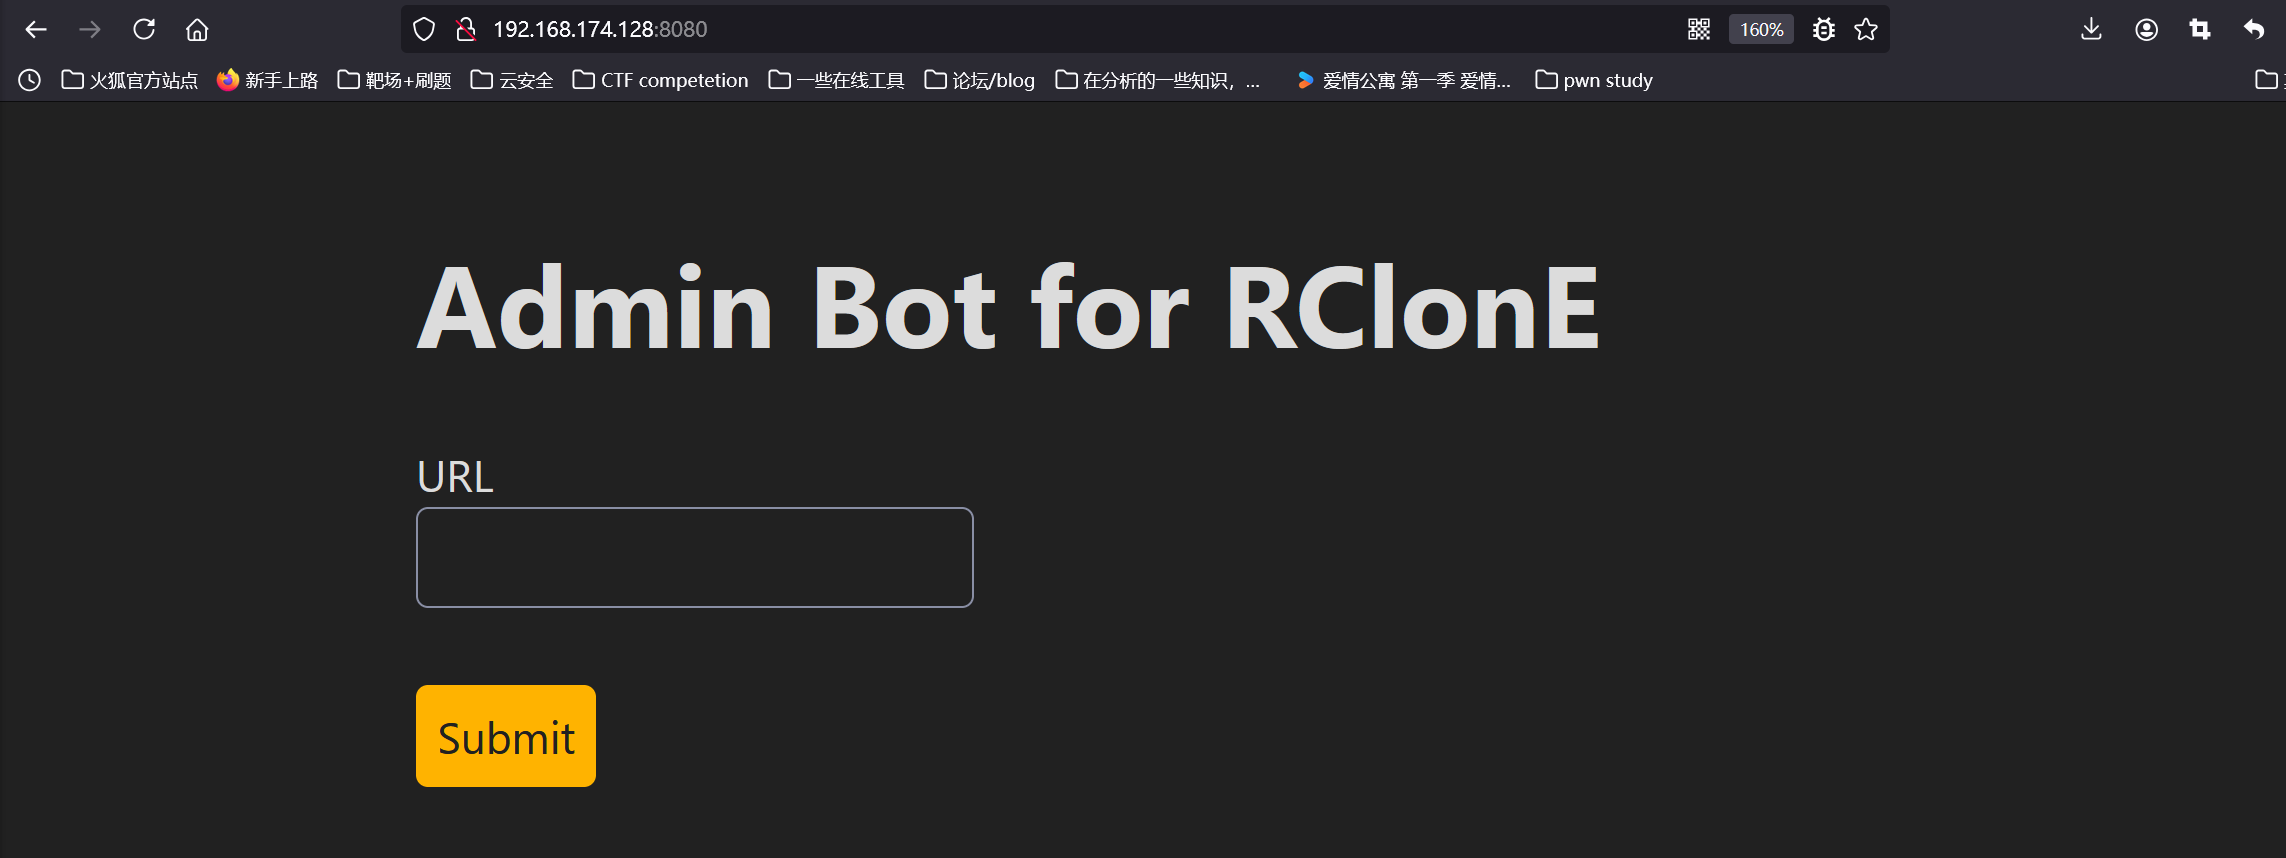 192.168.174.128:8080
160%
火狐官方站点 新手上路 靶场+刷题 云安全 CTF competetion 一些在线工具 论坛/blog 在分析的一些知识，... 爱情公寓 第一季 爱情... pwn study
Admin Bot for RClonE
URL
Submit